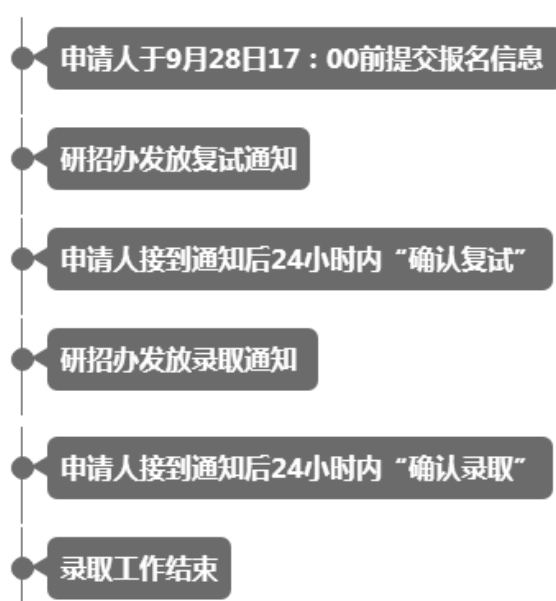 申请人于9月28日17：00前提交报名信息
研招办发放复试通知
申请人接到通知后24小时内“确认复试”
研招办发放录取通知
申请人接到通知后24小时内“确认录取”
录取工作结束